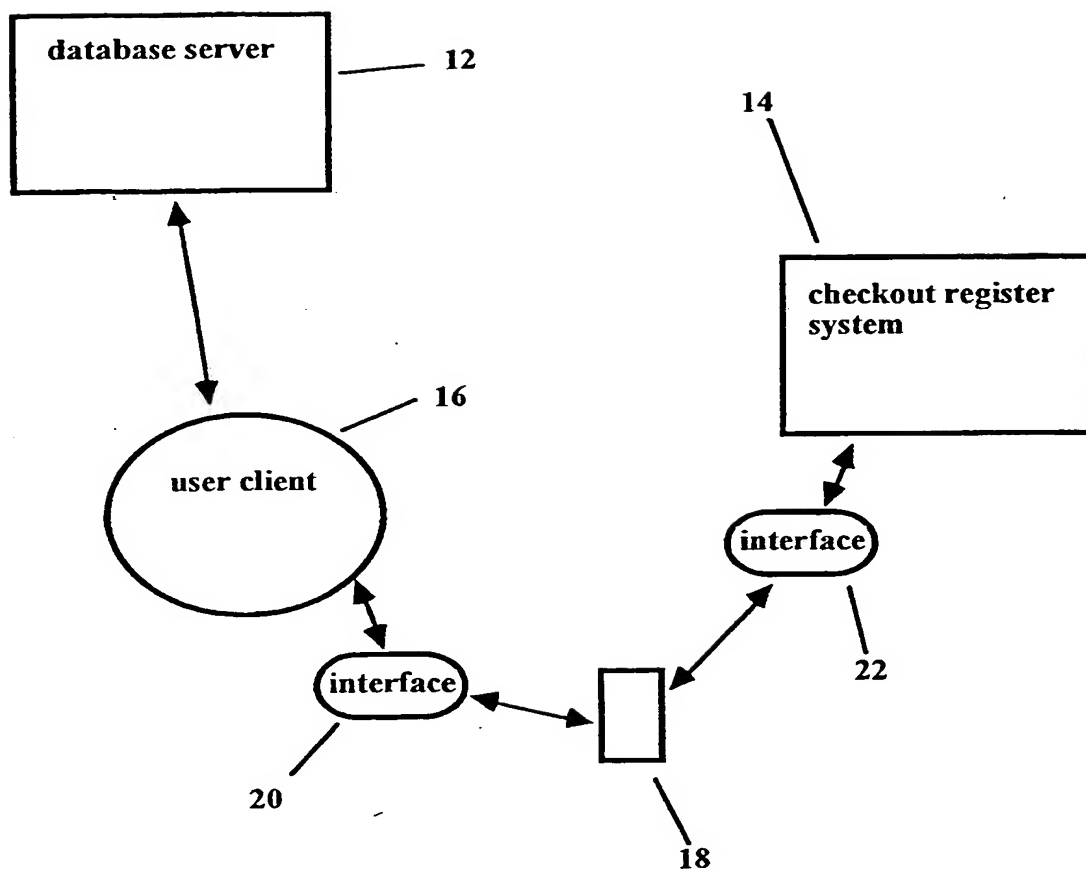 database server
12
14
checkout register
system
16
user client
interface
22
interface
20
18